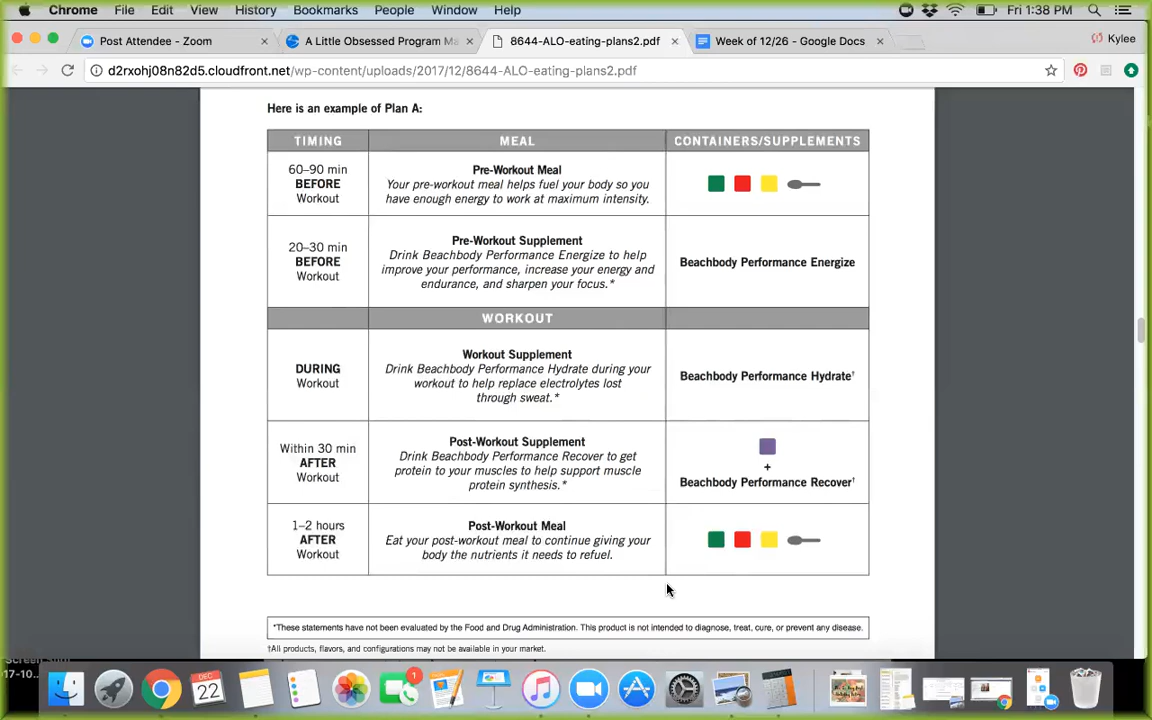 Chrome File Edit View History Bookmarks People Window Help Fri 1:38 PM
Post Attendee - Zoom × A Little Obsessed Program Ma × 8644-ALO-eating-plans2.pdf × Week of 12/26 - Google Docs × Kylee
d2rxohj08n82d5.cloudfront.net/wp-content/uploads/2017/12/8644-ALO-eating-plans2.pdf
Here is an example of Plan A:
TIMING MEAL CONTAINERS/SUPPLEMENTS
60–90 min
BEFORE
Workout
Pre-Workout Meal
Your pre-workout meal helps fuel your body so you
have enough energy to work at maximum intensity.
20–30 min
BEFORE
Workout
Pre-Workout Supplement
Drink Beachbody Performance Energize to help
improve your performance, increase your energy and
endurance, and sharpen your focus.*
Beachbody Performance Energize
WORKOUT
DURING
Workout
Workout Supplement
Drink Beachbody Performance Hydrate during your
workout to help replace electrolytes lost
through sweat.*
Beachbody Performance Hydrate†
Within 30 min
AFTER
Workout
Post-Workout Supplement
Drink Beachbody Performance Recover to get
protein to your muscles to help support muscle
protein synthesis.*
+
Beachbody Performance Recover†
1–2 hours
AFTER
Workout
Post-Workout Meal
Eat your post-workout meal to continue giving your
body the nutrients it needs to refuel.
*These statements have not been evaluated by the Food and Drug Administration. This product is not intended to diagnose, treat, cure, or prevent any disease.
†All products, flavors, and configurations may not be available in your market.
17-10...
DEC
22
1